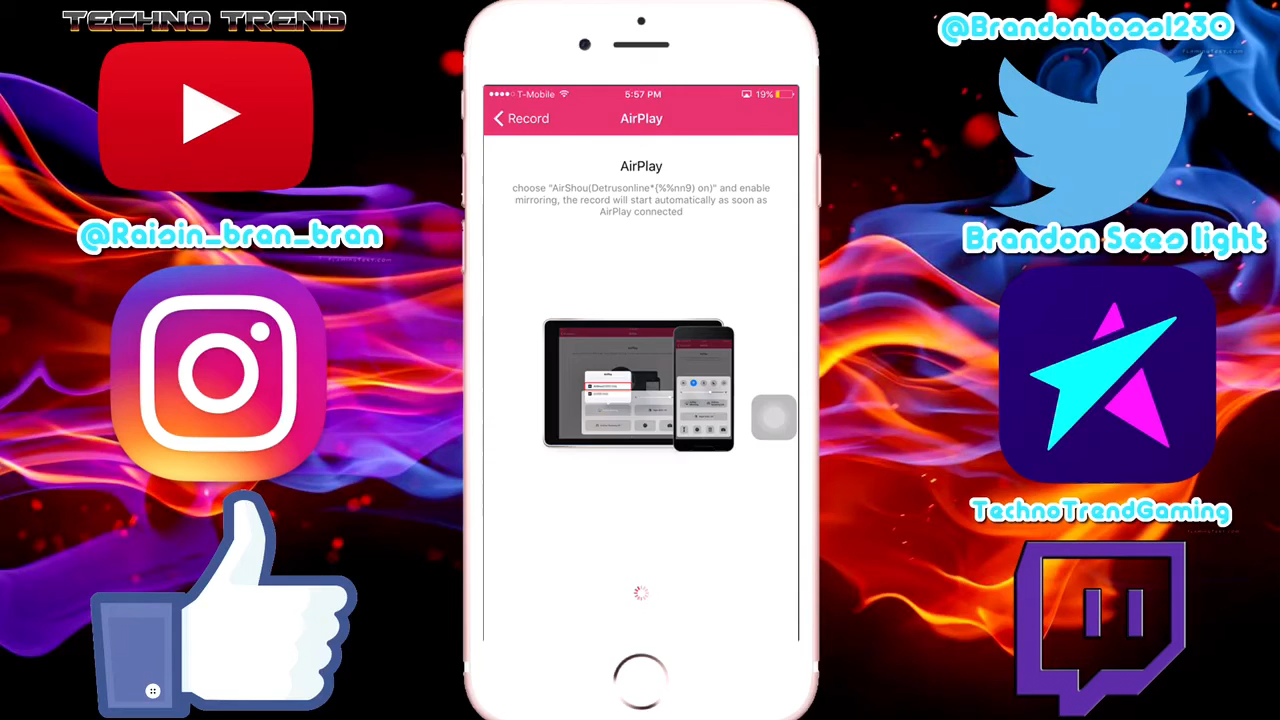 TECHNO TREND
@Brandonboss1230
T-Mobile 5:57 PM 19%
Record AirPlay
AirPlay
choose "AirShou(Detrusonline*{%%nn9) on)" and enable
mirroring, the record will start automatically as soon as
AirPlay connected
@Raisin_bran_bran
Brandon Sees light
TechnoTrendGaming